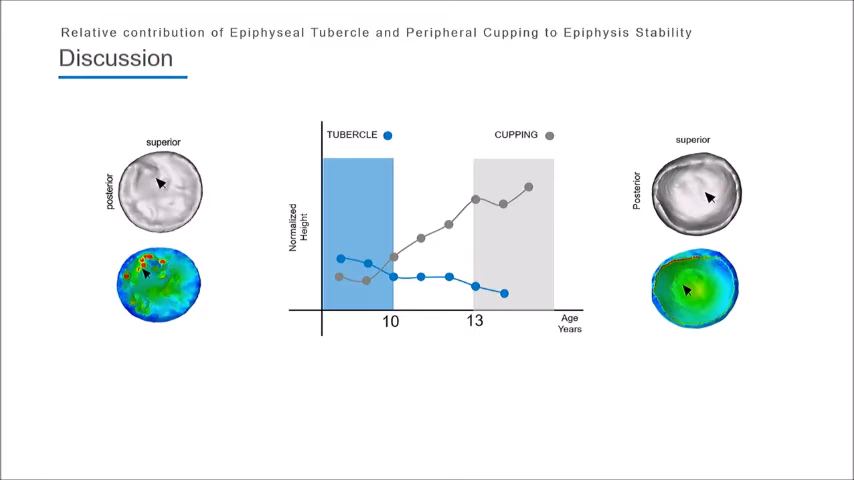 Relative contribution of Epiphyseal Tubercle and Peripheral Cupping to Epiphysis Stability
Discussion
superior
posterior
TUBERCLE
CUPPING
Normalized
Height
10
13
Age
Years
superior
Posterior